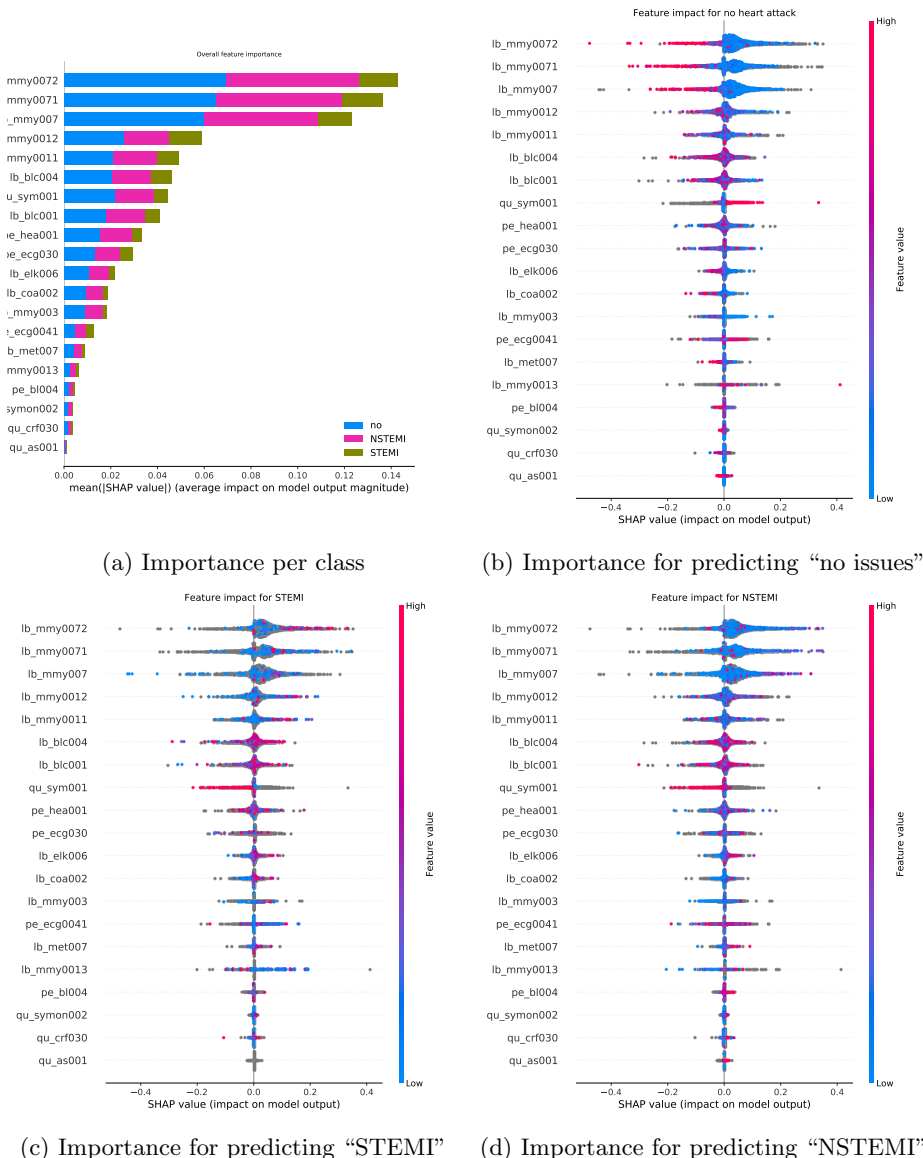 Overall feature importance
mmy0072
mmy0071
_mmy007
mmy0012
mmy0011
lb_blc004
u_sym001
lb_blc001
pe_hea001
pe_ecg030
lb_elk006
lb_coa002
_mmy003
_ecg0041
b_met007
mmy0013
pe_bl004
symon002
qu_crf030
qu_as001
no
NSTEMI
STEMI
0.00 0.02 0.04 0.06 0.08 0.10 0.12 0.14
mean(|SHAP value|) (average impact on model output magnitude)
(a) Importance per class
Feature impact for no heart attack
lb_mmy0072
lb_mmy0071
lb_mmy007
lb_mmy0012
lb_mmy0011
lb_blc004
lb_blc001
qu_sym001
pe_hea001
pe_ecg030
lb_elk006
lb_coa002
lb_mmy003
pe_ecg0041
lb_met007
lb_mmy0013
pe_bl004
qu_symon002
qu_crf030
qu_as001
−0.4 −0.2 0.0 0.2 0.4
SHAP value (impact on model output)
High
Feature value
Low
(b) Importance for predicting “no issues”
Feature impact for STEMI
lb_mmy0072
lb_mmy0071
lb_mmy007
lb_mmy0012
lb_mmy0011
lb_blc004
lb_blc001
qu_sym001
pe_hea001
pe_ecg030
lb_elk006
lb_coa002
lb_mmy003
pe_ecg0041
lb_met007
lb_mmy0013
pe_bl004
qu_symon002
qu_crf030
qu_as001
−0.4 −0.2 0.0 0.2 0.4
SHAP value (impact on model output)
High
Feature value
Low
(c) Importance for predicting “STEMI”
Feature impact for NSTEMI
lb_mmy0072
lb_mmy0071
lb_mmy007
lb_mmy0012
lb_mmy0011
lb_blc004
lb_blc001
qu_sym001
pe_hea001
pe_ecg030
lb_elk006
lb_coa002
lb_mmy003
pe_ecg0041
lb_met007
lb_mmy0013
pe_bl004
qu_symon002
qu_crf030
qu_as001
−0.4 −0.2 0.0 0.2 0.4
SHAP value (impact on model output)
High
Feature value
Low
(d) Importance for predicting “NSTEMI”